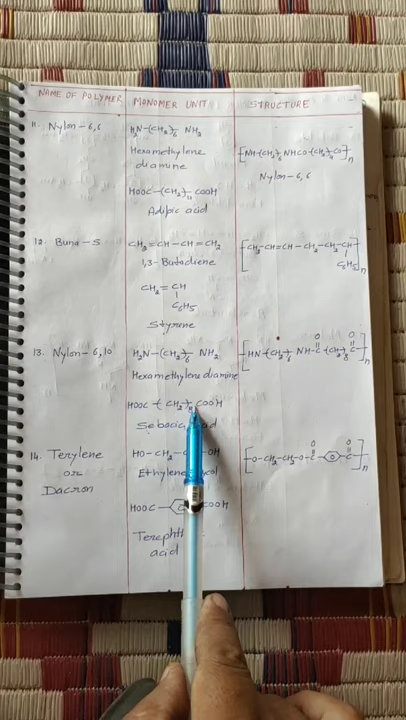 NAME OF POLYMER MONOMER UNIT STRUCTURE
11. Nylon-6,6 H₂N-(CH₂)₆ NH₂
Hexamethylene
diamine
[NH-(CH₂)₆ NHCO-(CH₂)₄ CO]n
Nylon-6,6
HOOC-(CH₂)₄ COOH
Adipic acid
12. Buna-S CH₂=CH-CH=CH₂ [CH₂-CH=CH-CH₂-CH₂-CH]n
C₆H₅
1,3-Butadiene
CH₂=CH
C₆H₅
Styrene
13. Nylon-6,10 H₂N-(CH₂)₆ NH₂ [HN-(CH₂)₆ NH-C-(CH₂)₈ C]n
O O
Hexamethylene diamine
HOOC-(CH₂)₈ COOH
14. Terylene HO-CH₂- -OH [O-CH₂-CH₂-O-C- -C]n
O O
or
Dacron
HOOC- COOH
acid